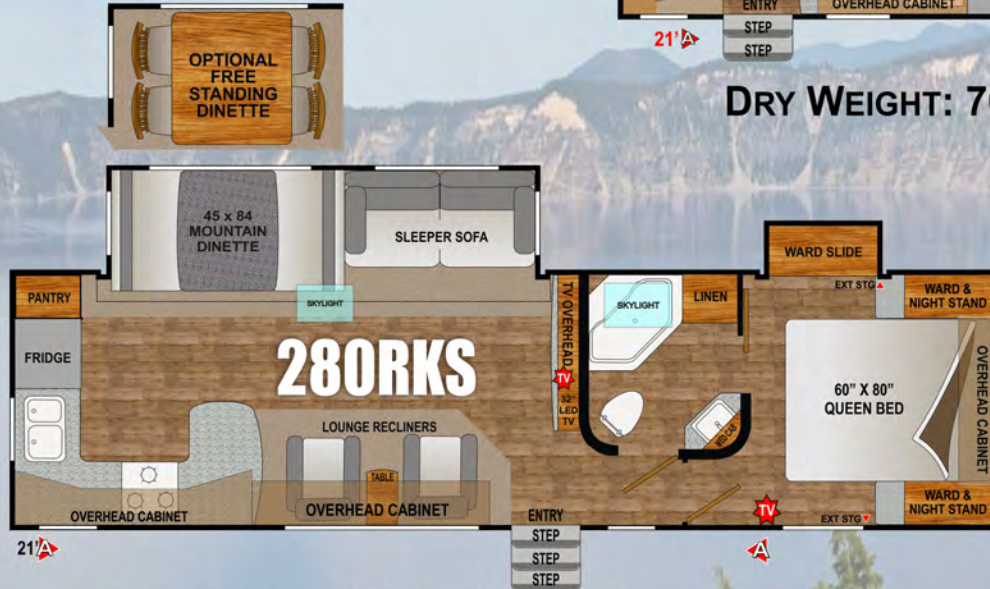 ENTRY
OVERHEAD CABINET
STEP
STEP
21' A
DRY WEIGHT: 7
OPTIONAL
FREE
STANDING
DINETTE
45 x 84
MOUNTAIN
DINETTE
SLEEPER SOFA
SKYLIGHT
PANTRY
FRIDGE
280RKS
LOUNGE RECLINERS
TABLE
OVERHEAD CABINET
OVERHEAD CABINET
TV OVERHEAD
TV
32"
LED
TV
SKYLIGHT
LINEN
MED CAB
WARD SLIDE
EXT STG
WARD &
NIGHT STAND
60” X 80”
QUEEN BED
OVERHEAD CABINET
WARD &
NIGHT STAND
EXT STG
TV
ENTRY
STEP
STEP
STEP
21' A
A